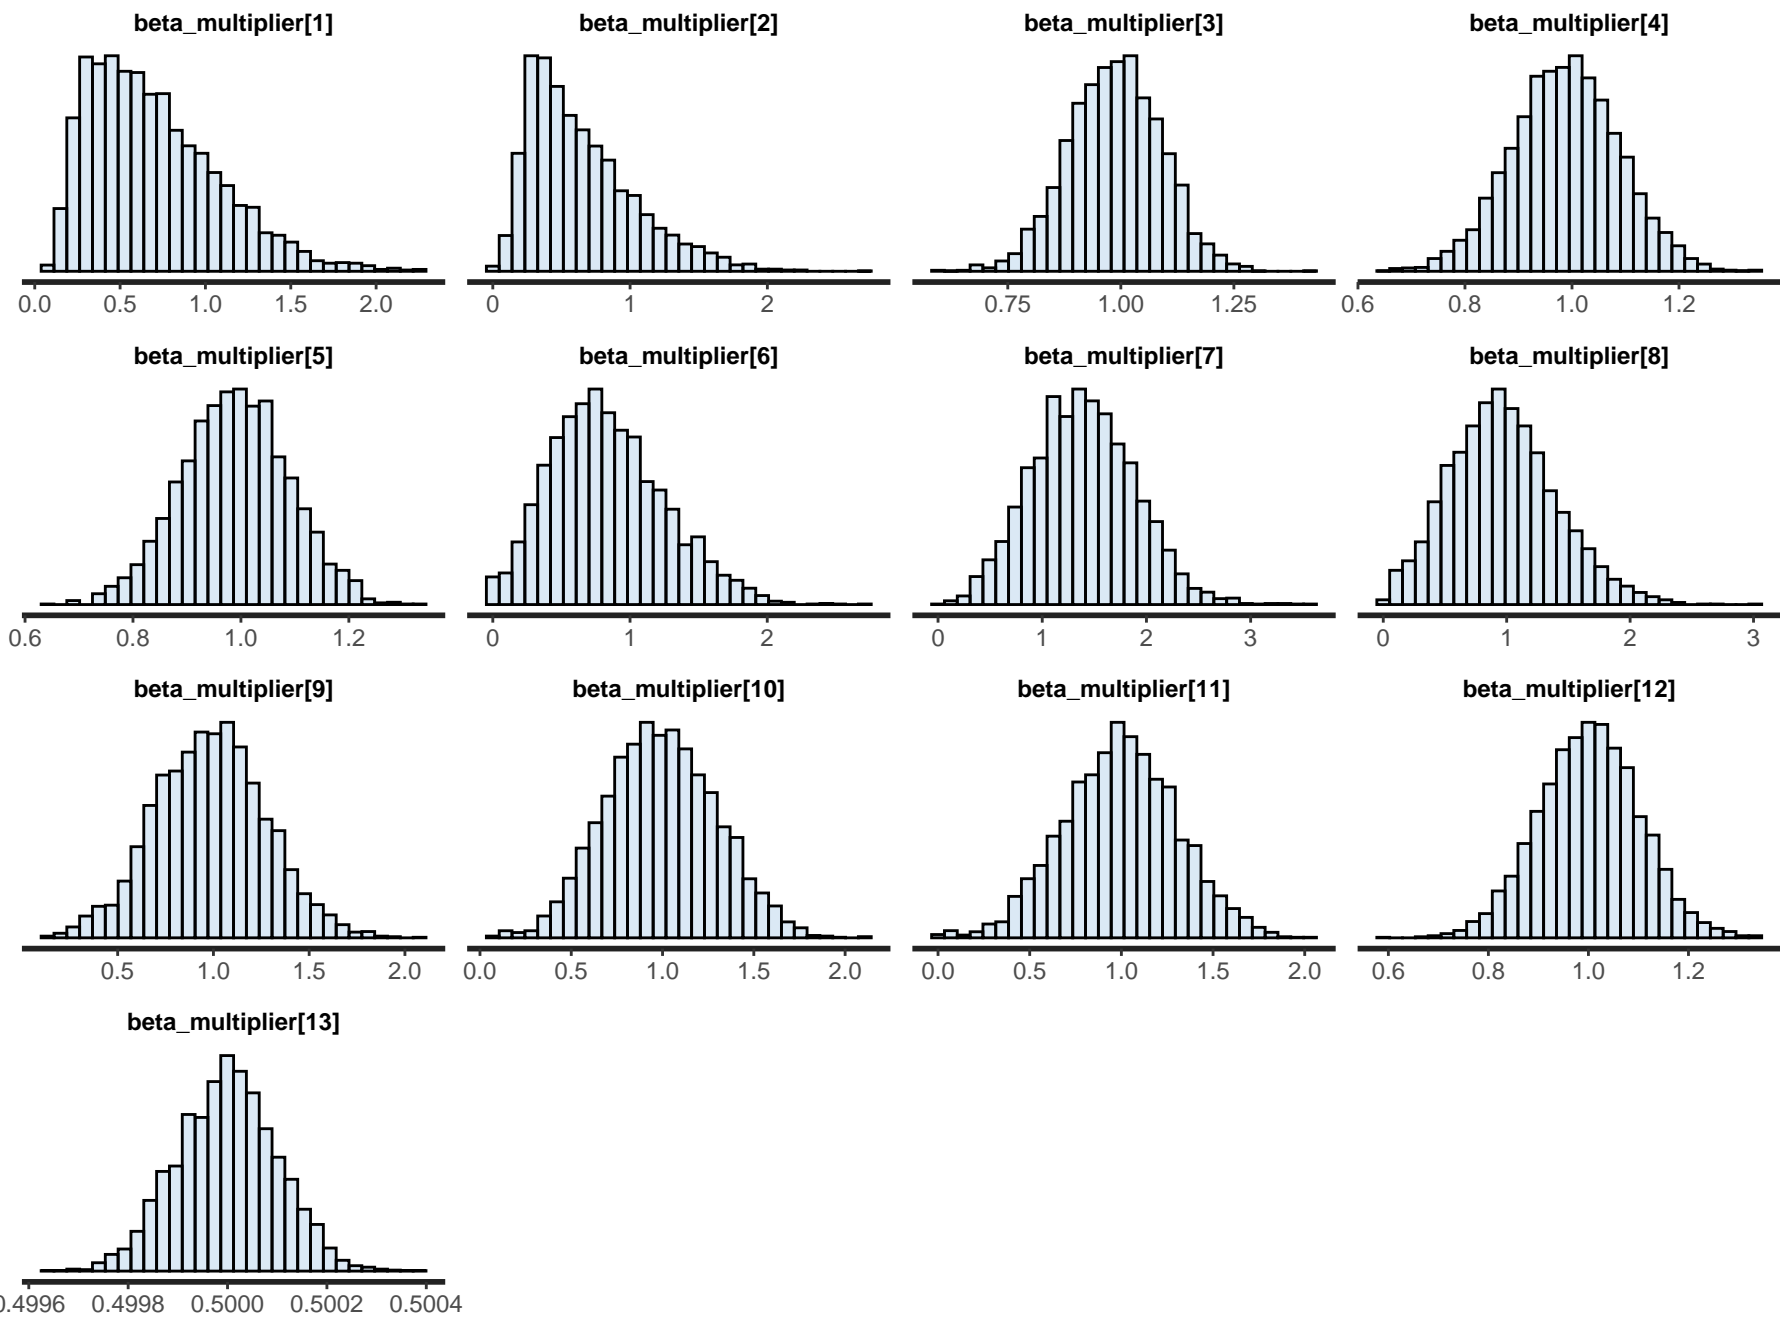 beta_multiplier[1] beta_multiplier[2] beta_multiplier[3] beta_multiplier[4]
0.0 0.5 1.0 1.5 2.0 0 1 2 0.75 1.00 1.25 0.6 0.8 1.0 1.2
beta_multiplier[5] beta_multiplier[6] beta_multiplier[7] beta_multiplier[8]
0.6 0.8 1.0 1.2 0 1 2 0 1 2 3 0 1 2 3
beta_multiplier[9] beta_multiplier[10] beta_multiplier[11] beta_multiplier[12]
0.5 1.0 1.5 2.0 0.0 0.5 1.0 1.5 2.0 0.0 0.5 1.0 1.5 2.0 0.6 0.8 1.0 1.2
beta_multiplier[13]
0.4996 0.4998 0.5000 0.5002 0.5004